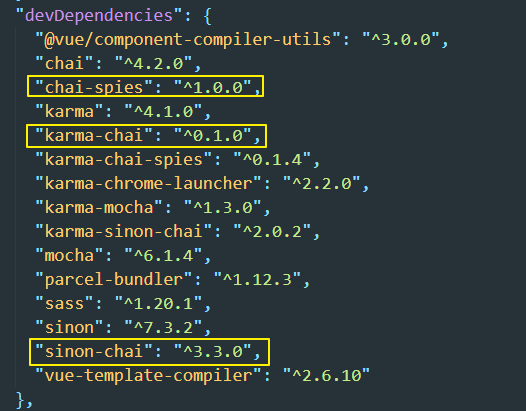 "devDependencies": {
"@vue/component-compiler-utils": "^3.0.0",
"chai": "^4.2.0",
"chai-spies": "^1.0.0",
"karma": "^4.1.0",
"karma-chai": "^0.1.0",
"karma-chai-spies": "^0.1.4",
"karma-chrome-launcher": "^2.2.0",
"karma-mocha": "^1.3.0",
"karma-sinon-chai": "^2.0.2",
"mocha": "^6.1.4",
"parcel-bundler": "^1.12.3",
"sass": "^1.20.1",
"sinon": "^7.3.2",
"sinon-chai": "^3.3.0",
"vue-template-compiler": "^2.6.10"
},